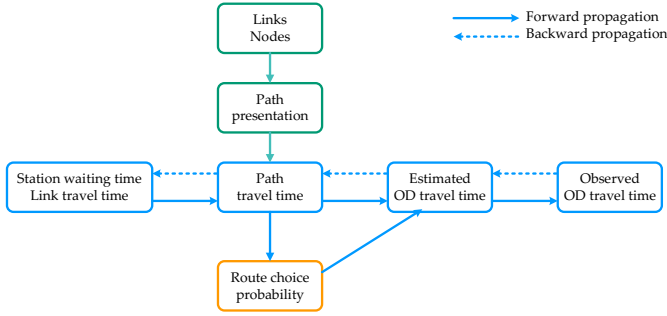 Links
Nodes
Forward propagation
Backward propagation
Path
presentation
Station waiting time
Link travel time
Path
travel time
Estimated
OD travel time
Observed
OD travel time
Route choice
probability